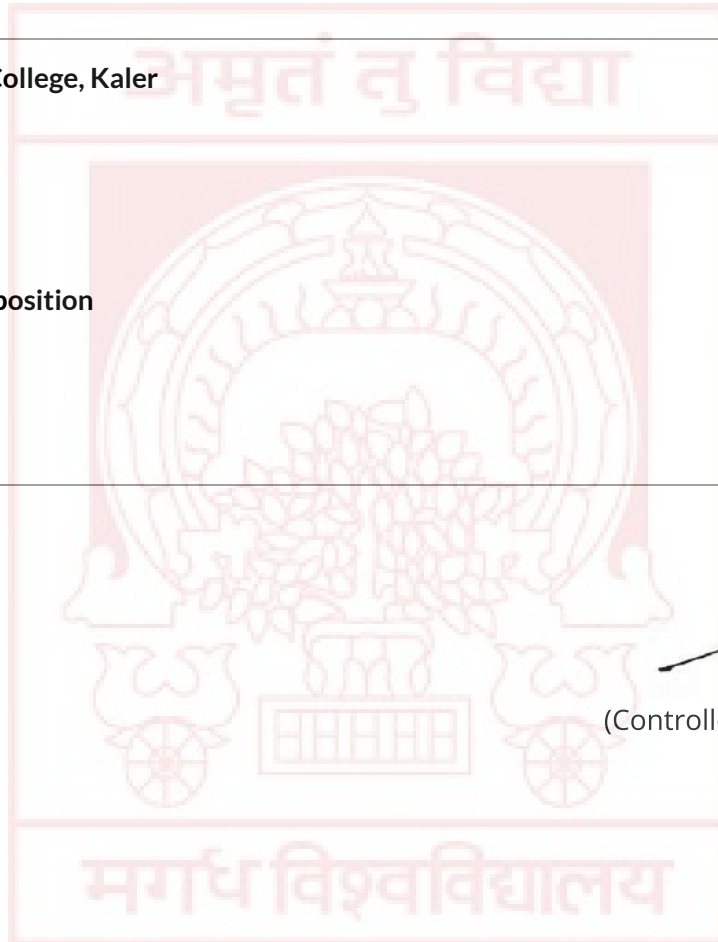 अमृतं तु विद्या
College, Kaler
position
(Controll
मगध विश्वविद्यालय